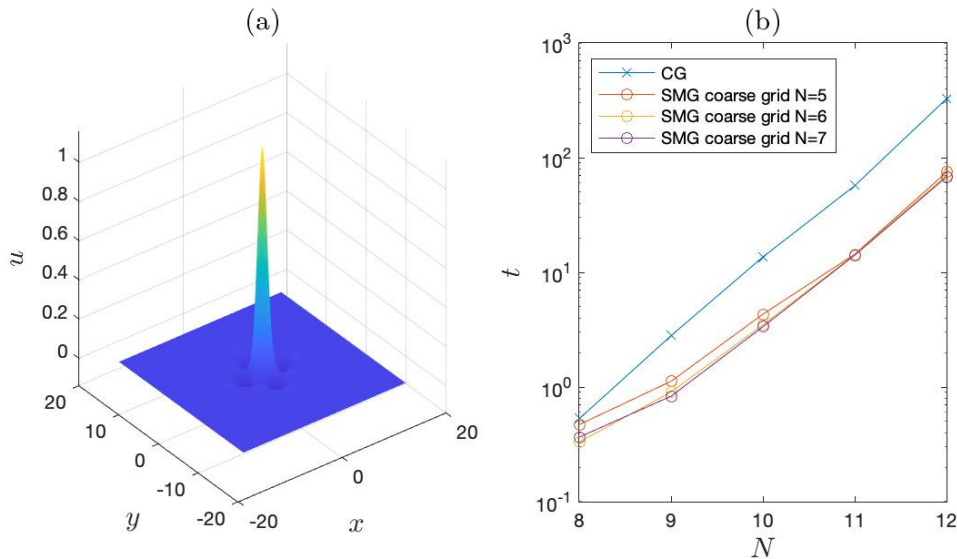 (a)
1
0.8
0.6
0.4
0.2
0
u
20
10
0
-10
-20
y
-20
0
20
x
(b)
10^3
10^2
10^1
10^0
10^-1
t
CG
SMG coarse grid N=5
SMG coarse grid N=6
SMG coarse grid N=7
8 9 10 11 12
N